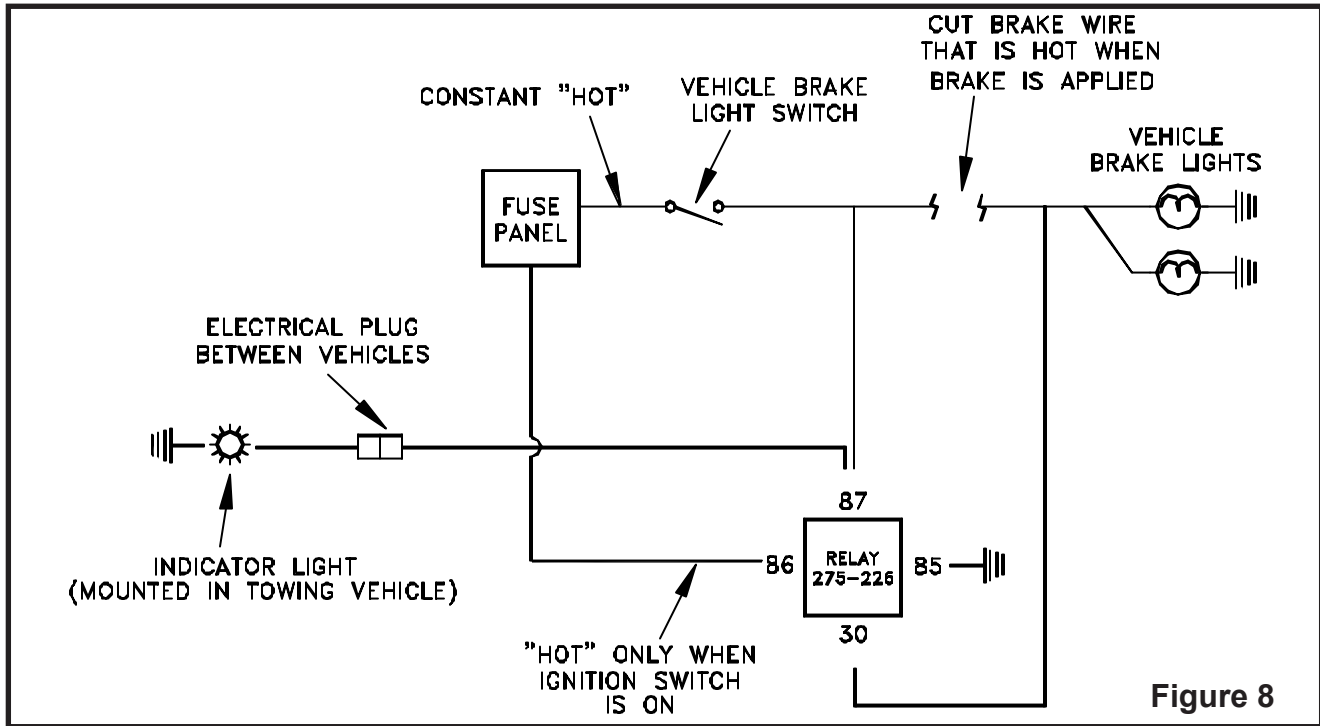 CUT BRAKE WIRE
THAT IS HOT WHEN
BRAKE IS APPLIED
CONSTANT "HOT"
VEHICLE BRAKE
LIGHT SWITCH
VEHICLE
BRAKE LIGHTS
FUSE
PANEL
ELECTRICAL PLUG
BETWEEN VEHICLES
87
INDICATOR LIGHT
(MOUNTED IN TOWING VEHICLE)
86
RELAY
275-226
85
30
"HOT" ONLY WHEN
IGNITION SWITCH
IS ON
Figure 8